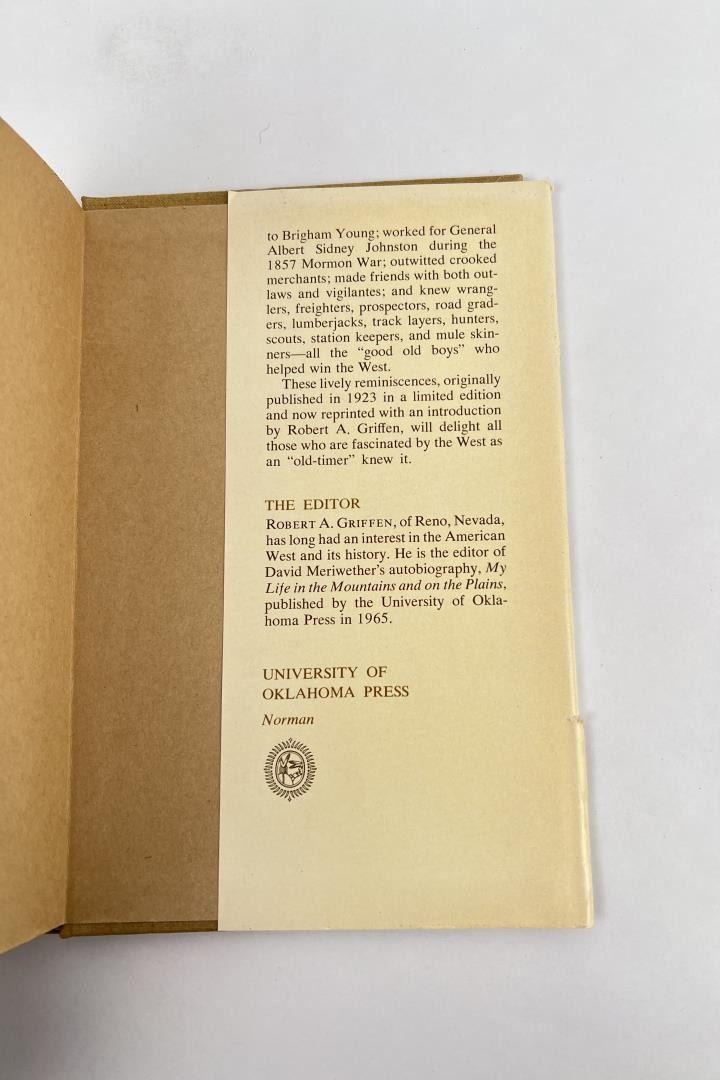 to Brigham Young; worked for General
Albert Sidney Johnston during the
1857 Mormon War; outwitted crooked
merchants; made friends with both out-
laws and vigilantes; and knew wrang-
lers, freighters, prospectors, road grad-
ers, lumberjacks, track layers, hunters,
scouts, station keepers, and mule skin-
ners—all the “good old boys” who
helped win the West.
These lively reminiscences, originally
published in 1923 in a limited edition
and now reprinted with an introduction
by Robert A. Griffen, will delight all
those who are fascinated by the West as
an “old-timer” knew it.
THE EDITOR
ROBERT A. GRIFFEN, of Reno, Nevada,
has long had an interest in the American
West and its history. He is the editor of
David Meriwether’s autobiography, My
Life in the Mountains and on the Plains,
published by the University of Okla-
homa Press in 1965.
UNIVERSITY OF
OKLAHOMA PRESS
Norman